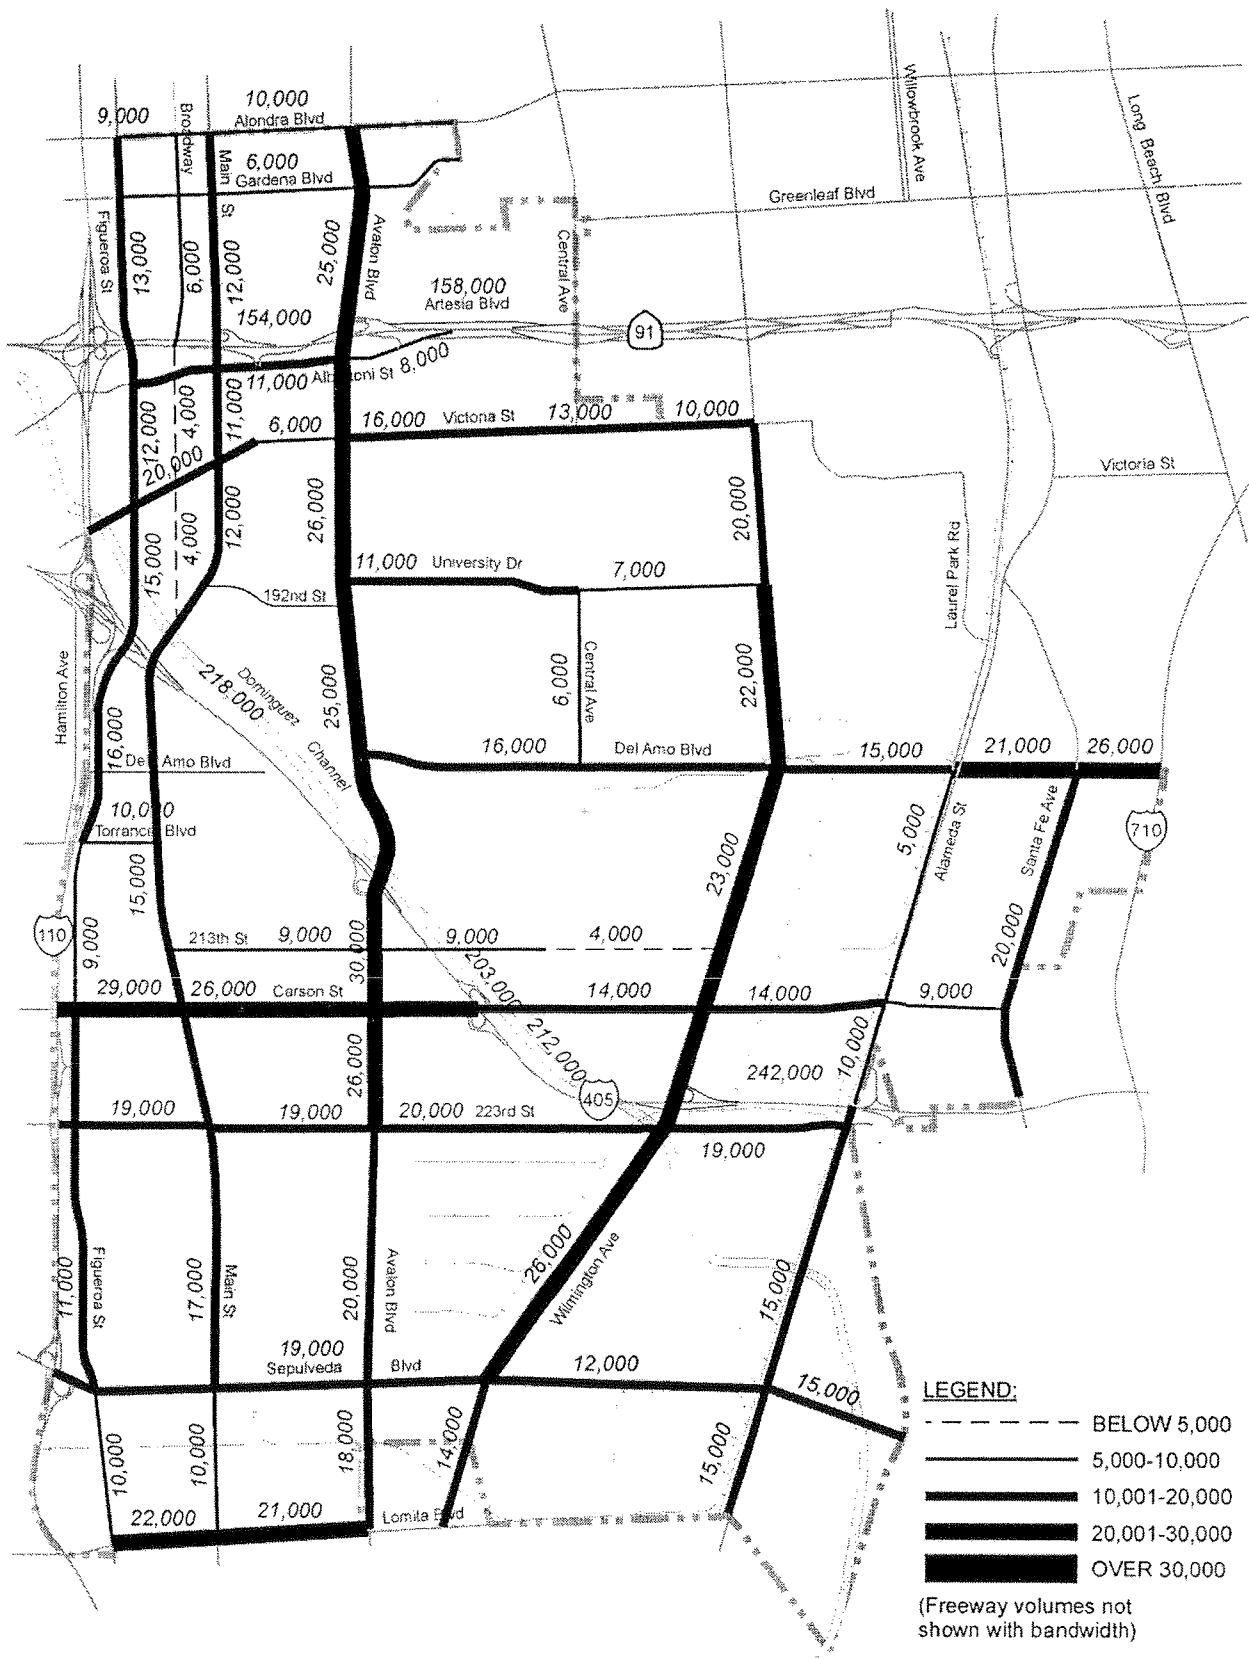 9,000
10,000
Alondra Blvd
Broadway
Main St
6,000
Gardena Blvd
Willowbrook Ave
Long Beach Blvd
Greenleaf Blvd
Figueroa St
13,000
6,000
12,000
25,000
Avalon Blvd
158,000
Artesia Blvd
Central Ave
154,000
91
11,000
8,000
12,000
4,000
11,000
6,000
16,000
Victoria St
13,000
10,000
20,000
Victoria St
15,000
4,000
12,000
26,000
20,000
Laurel Park Rd
11,000
University Dr
7,000
192nd St
Hamilton Ave
218,000
Dominguez
Channel
25,000
6,000
Central Ave
22,000
16,000
Del Amo Blvd
16,000
Del Amo Blvd
15,000
21,000
26,000
10,000
Torrance Blvd
15,000
23,000
5,000
Alameda St
Santa Fe Ave
710
110
9,000
213th St
9,000
30,000
9,000
4,000
20,000
29,000
26,000
Carson St
203,000
14,000
14,000
9,000
26,000
212,000
242,000
10,000
405
19,000
19,000
20,000
223rd St
19,000
11,000
Figueroa St
17,000
Main St
20,000
Avalon Blvd
26,000
Wilmington Ave
15,000
19,000
Sepulveda
Blvd
12,000
15,000
10,000
10,000
18,000
14,000
15,000
22,000
21,000
Lomita Blvd
LEGEND:
BELOW 5,000
5,000-10,000
10,001-20,000
20,001-30,000
OVER 30,000
(Freeway volumes not
shown with bandwidth)